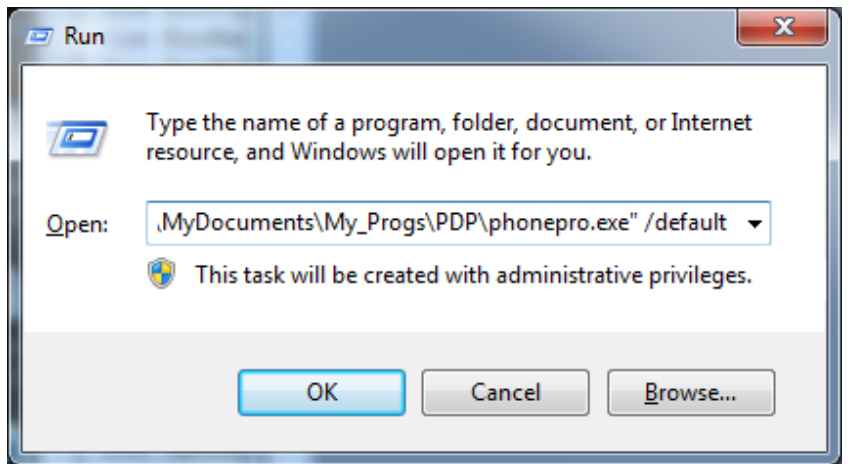 Run
Type the name of a program, folder, document, or Internet
resource, and Windows will open it for you.
Open: \MyDocuments\My_Progs\PDP\phonepro.exe" /default
This task will be created with administrative privileges.
OK Cancel Browse...